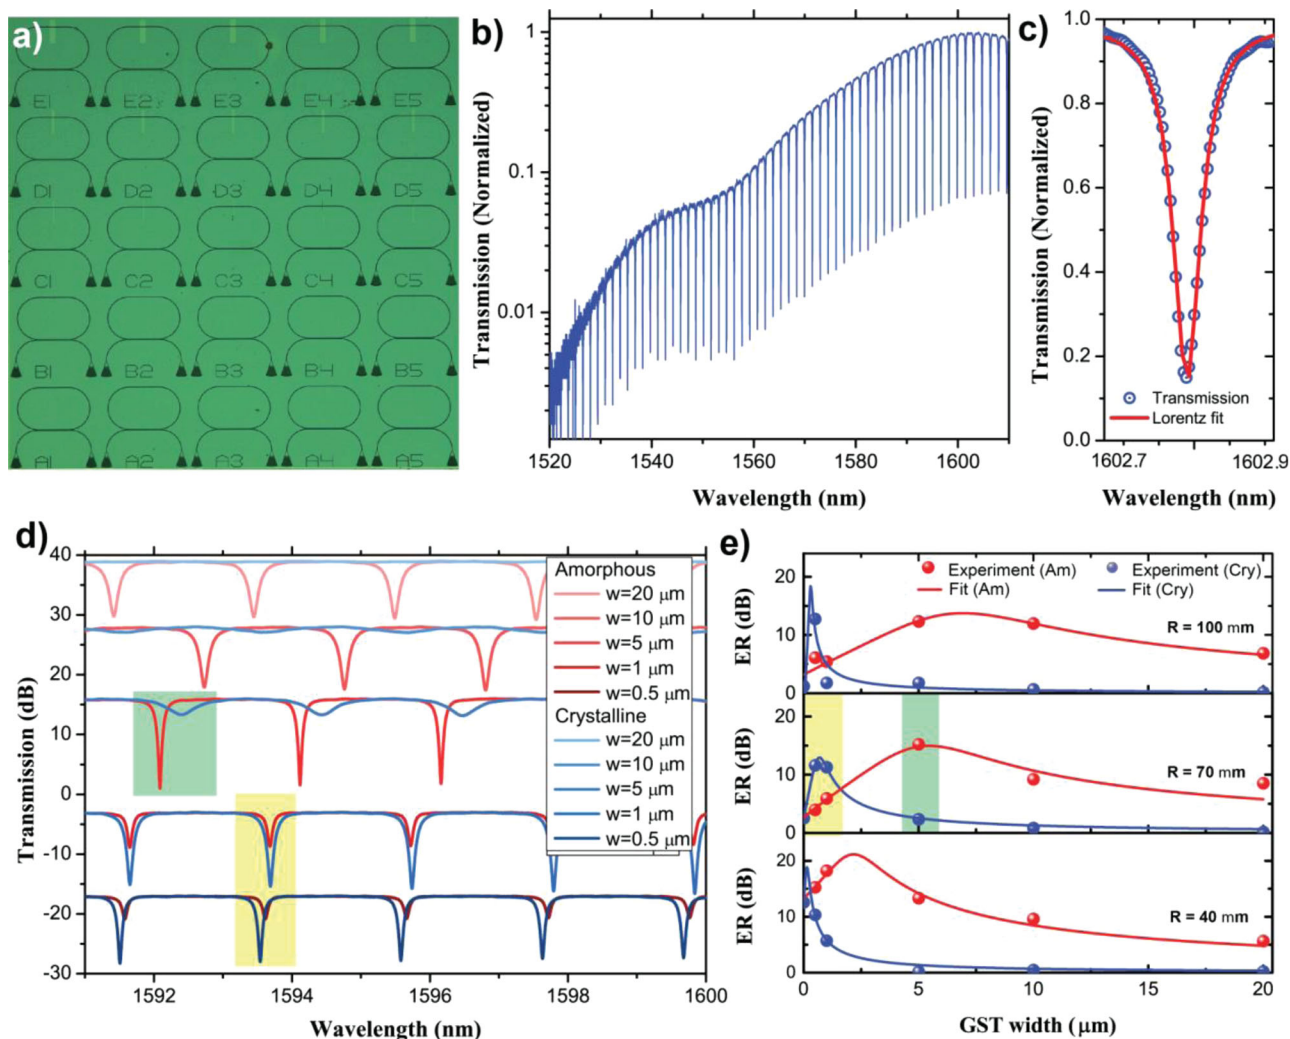 a)
E1 E2 E3 E4 E5
D1 D2 D3 D4 D5
C1 C2 C3 C4 C5
B1 B2 B3 B4 B5
A1 A2 A3 A4 A5
b)
Transmission (Normalized)
1
0.1
0.01
1520 1540 1560 1580 1600
Wavelength (nm)
c)
Transmission (Normalized)
1.0
0.8
0.6
0.4
0.2
0.0
Transmission
Lorentz fit
1602.7 1602.9
Wavelength (nm)
d)
Transmission (dB)
40
30
20
10
0
-10
-20
-30
Amorphous
w=20 μm
w=10 μm
w=5 μm
w=1 μm
w=0.5 μm
Crystalline
w=20 μm
w=10 μm
w=5 μm
w=1 μm
w=0.5 μm
1592 1594 1596 1598 1600
Wavelength (nm)
e)
Experiment (Am) Experiment (Cry)
Fit (Am) Fit (Cry)
ER (dB)
20
10
0
R = 100 mm
ER (dB)
20
10
0
R = 70 mm
ER (dB)
20
10
0
R = 40 mm
0 5 10 15 20
GST width (μm)